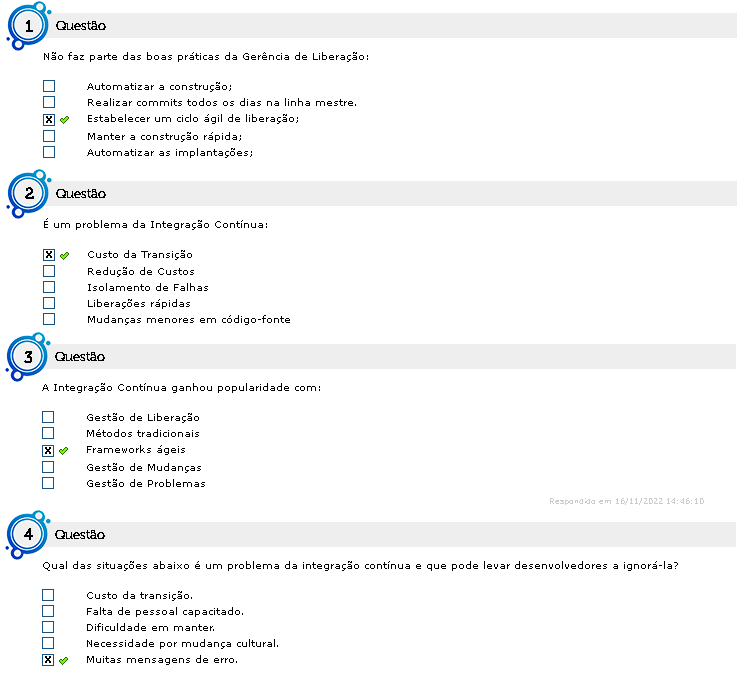 1 Questão
Não faz parte das boas práticas da Gerência de Liberação:
Automatizar a construção;
Realizar commits todos os dias na linha mestre.
X Estabelecer um ciclo ágil de liberação;
Manter a construção rápida;
Automatizar as implantações;
2 Questão
É um problema da Integração Contínua:
X Custo da Transição
Redução de Custos
Isolamento de Falhas
Liberações rápidas
Mudanças menores em código-fonte
3 Questão
A Integração Contínua ganhou popularidade com:
Gestão de Liberação
Métodos tradicionais
X Frameworks ágeis
Gestão de Mudanças
Gestão de Problemas
Respondido em 16/11/2022 14:46:10
4 Questão
Qual das situações abaixo é um problema da integração contínua e que pode levar desenvolvedores a ignorá-la?
Custo da transição.
Falta de pessoal capacitado.
Dificuldade em manter.
Necessidade por mudança cultural.
X Muitas mensagens de erro.